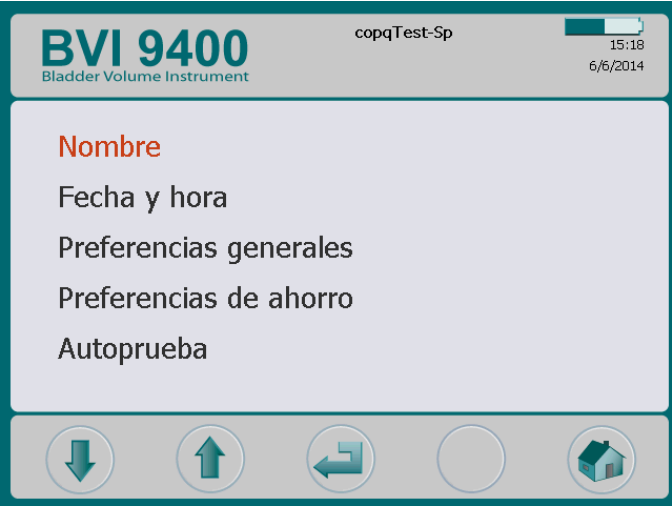 BVI 9400
Bladder Volume Instrument
copqTest-Sp
15:18
6/6/2014
Nombre
Fecha y hora
Preferencias generales
Preferencias de ahorro
Autoprueba